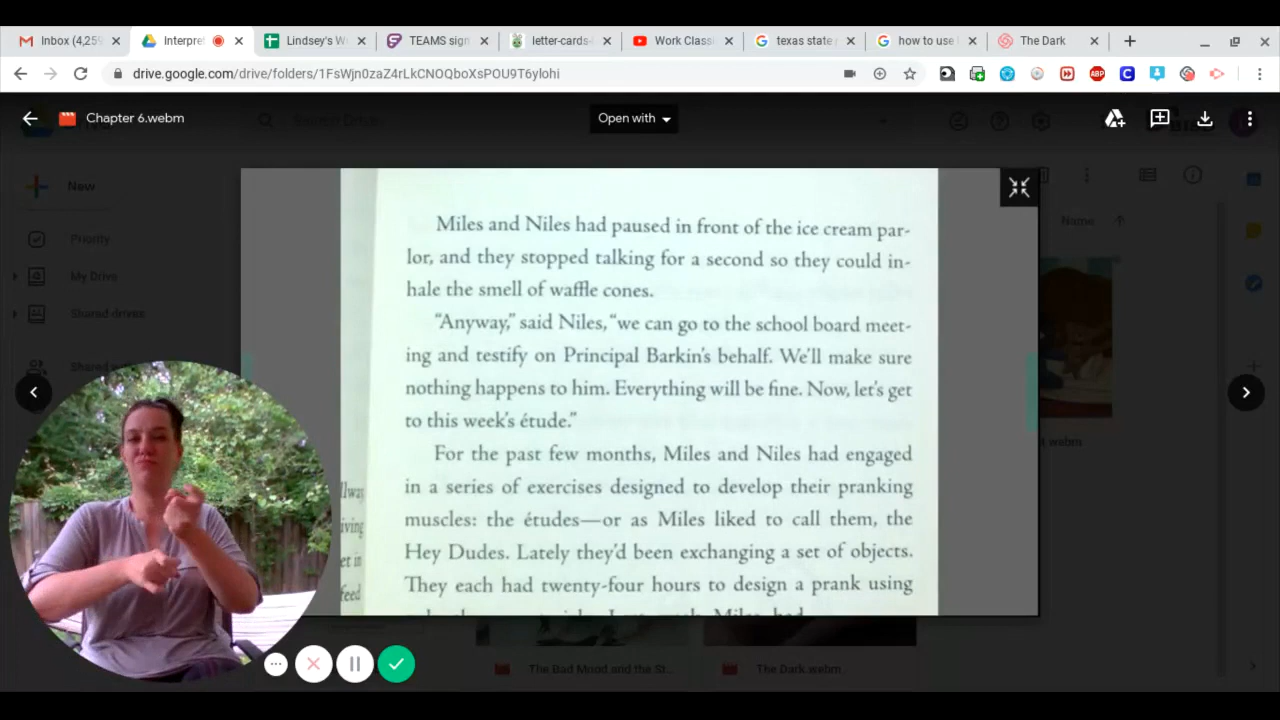 Inbox (4,259
Interpret
Lindsey's W
TEAMS sign
letter-cards-
Work Class
texas state
how to use
The Dark
drive.google.com/drive/folders/1FsWjn0zaZ4rLkCNOQboXsPOU9T6ylohi
ABP
Chapter 6.webm
Open with
New
Name
Priority
My Drive
Shared drives
Shared
Miles and Niles had paused in front of the ice cream par-
lor, and they stopped talking for a second so they could in-
hale the smell of waffle cones.
"Anyway," said Niles, "we can go to the school board meet-
ing and testify on Principal Barkin's behalf. We'll make sure
nothing happens to him. Everything will be fine. Now, let's get
to this week's étude."
For the past few months, Miles and Niles had engaged
in a series of exercises designed to develop their pranking
muscles: the études—or as Miles liked to call them, the
Hey Dudes. Lately they'd been exchanging a set of objects.
They each had twenty-four hours to design a prank using
The Bad Mood and the St...
The Dark.webm